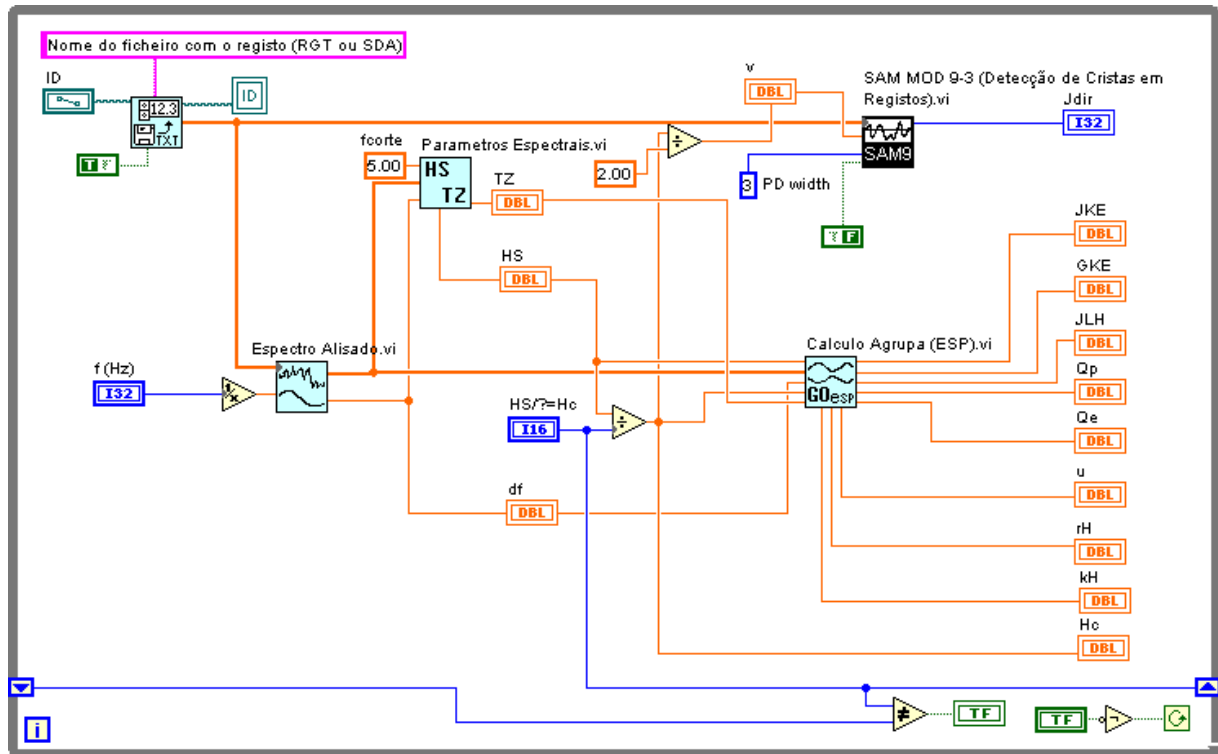 Nome do ficheiro com o registo (RGT ou SDA)
ID
ID
12.3
TXT
T F
fcorte
5.00
Parametros Espectrais.vi
HS
TZ
TZ
DBL
HS
DBL
2.00
v
DBL
SAM MOD 9-3 (Detecção de Cristas em
Registos).vi
SAM9
Jdir
I32
3
PD width
F
Espectro Alisado.vi
f (Hz)
I32
1/x
HS/?=Hc
I16
df
DBL
Calculo Agrupa (ESP).vi
GOESP
JKE
DBL
GKE
DBL
JLH
DBL
Qp
DBL
Qe
DBL
u
DBL
rH
DBL
kH
DBL
Hc
DBL
TF
TF
i